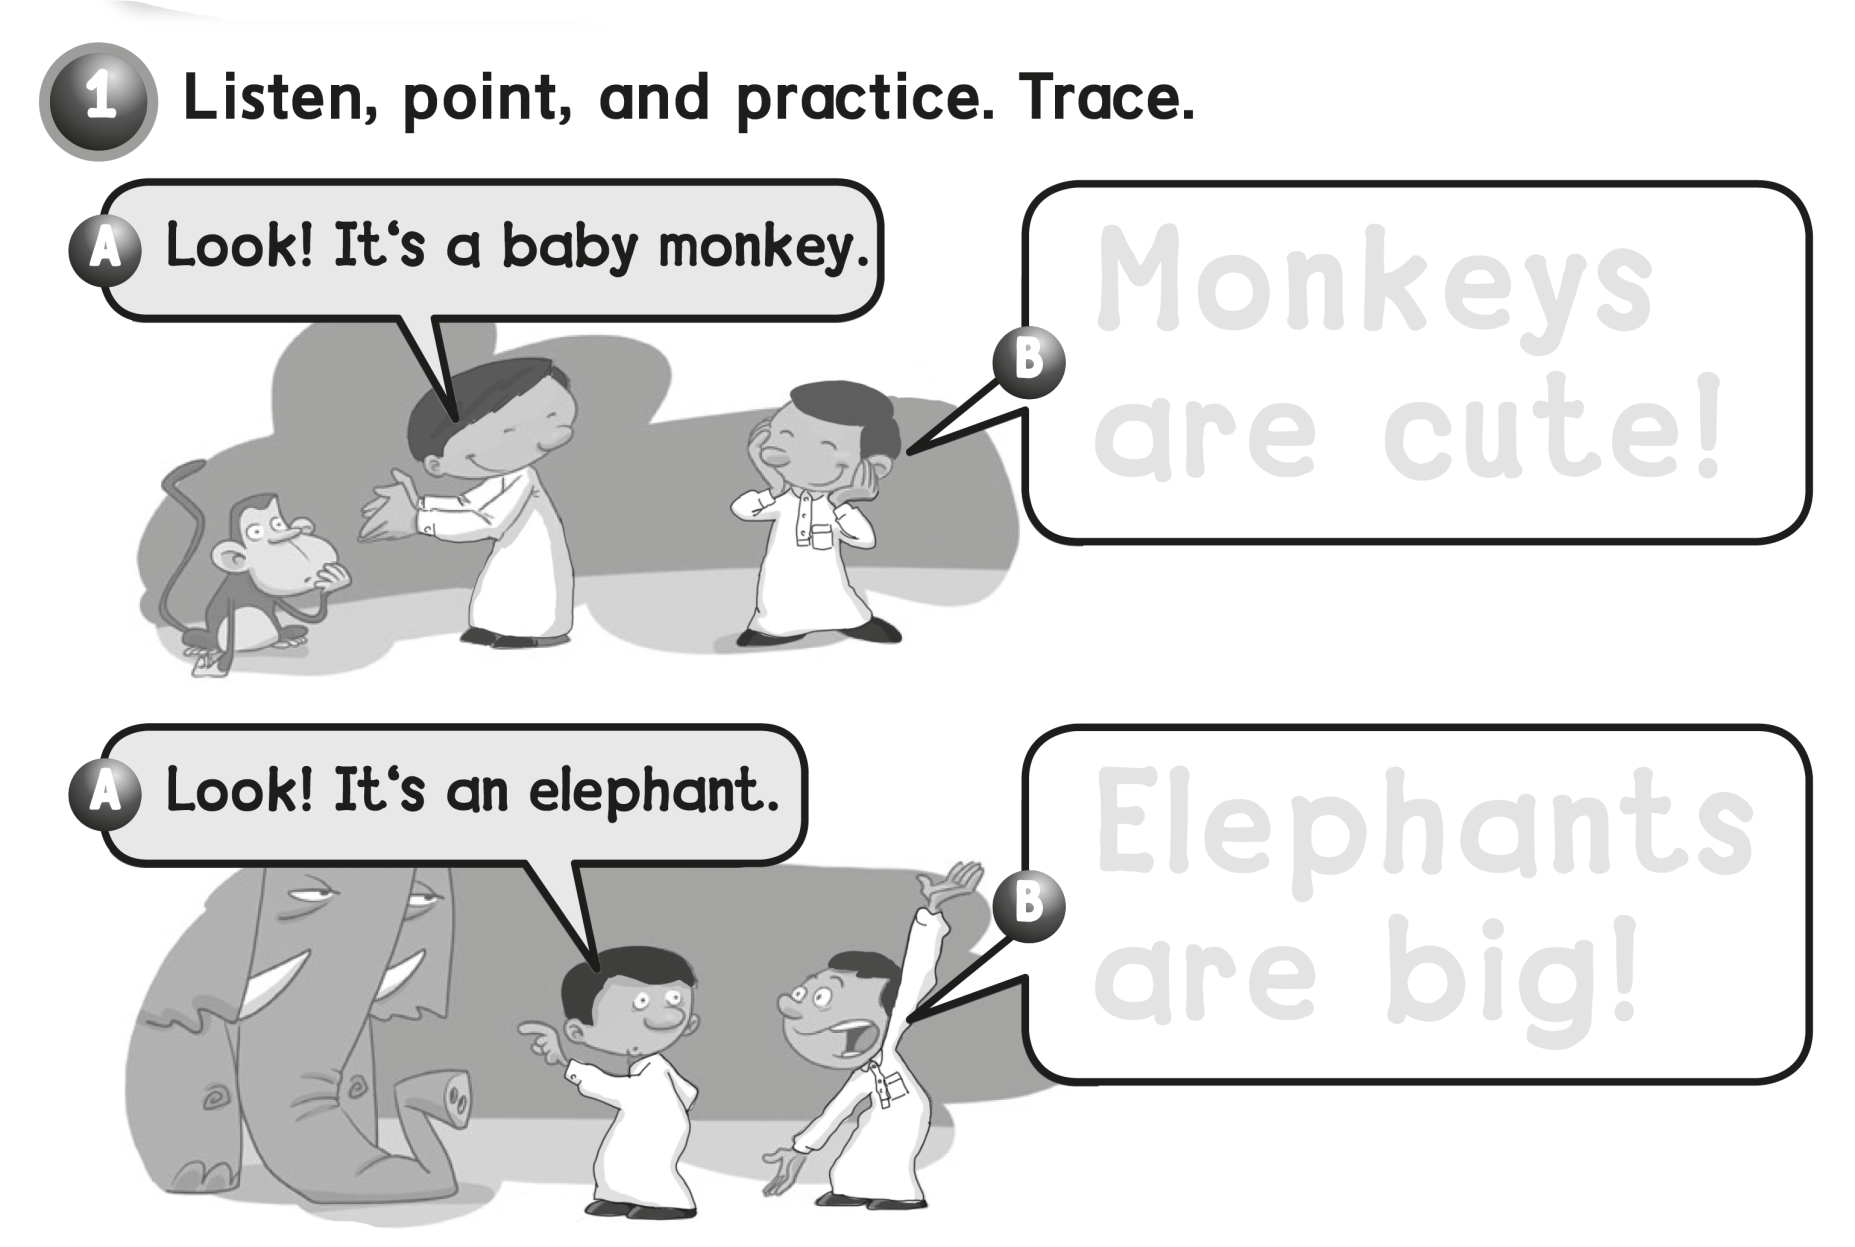 1 Listen, point, and practice. Trace.
A Look! It‘s a baby monkey.
B Monkeys
are cute!
A Look! It‘s an elephant.
B Elephants
are big!